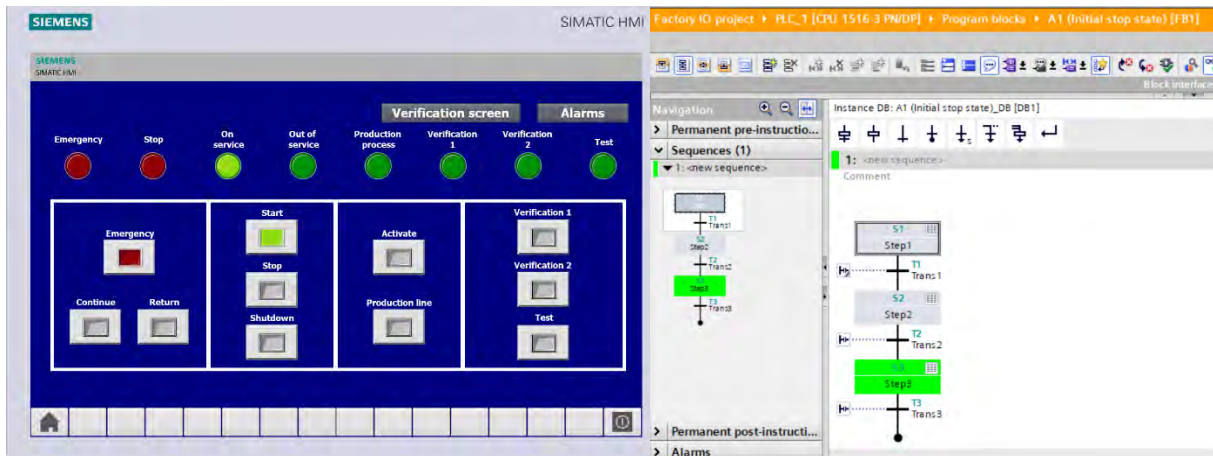 SIEMENS
SIMATIC HMI
SIEMENS
SIMATIC HMI
Verification screen
Alarms
Emergency
Stop
On
service
Out of
service
Production
process
Verification
1
Verification
2
Test
Emergency
Continue
Return
Start
Stop
Shutdown
Activate
Production line
Verification 1
Verification 2
Test
Factory IO project ▸ PLC_1 [CPU 1516-3 PN/DP] ▸ Program blocks ▸ A1 (Initial stop state) [FB1]
Block interface
Navigation
Permanent pre-instructio...
Sequences (1)
1: <new sequence>
T1
Trans1
S2
Step2
T2
Trans2
Step3
T3
Trans3
Permanent post-instructi...
Alarms
Instance DB: A1 (Initial stop state)_DB [DB1]
1: <new sequence>
Comment
S1
Step1
T1
Trans1
S2
Step2
T2
Trans2
Step3
T3
Trans3